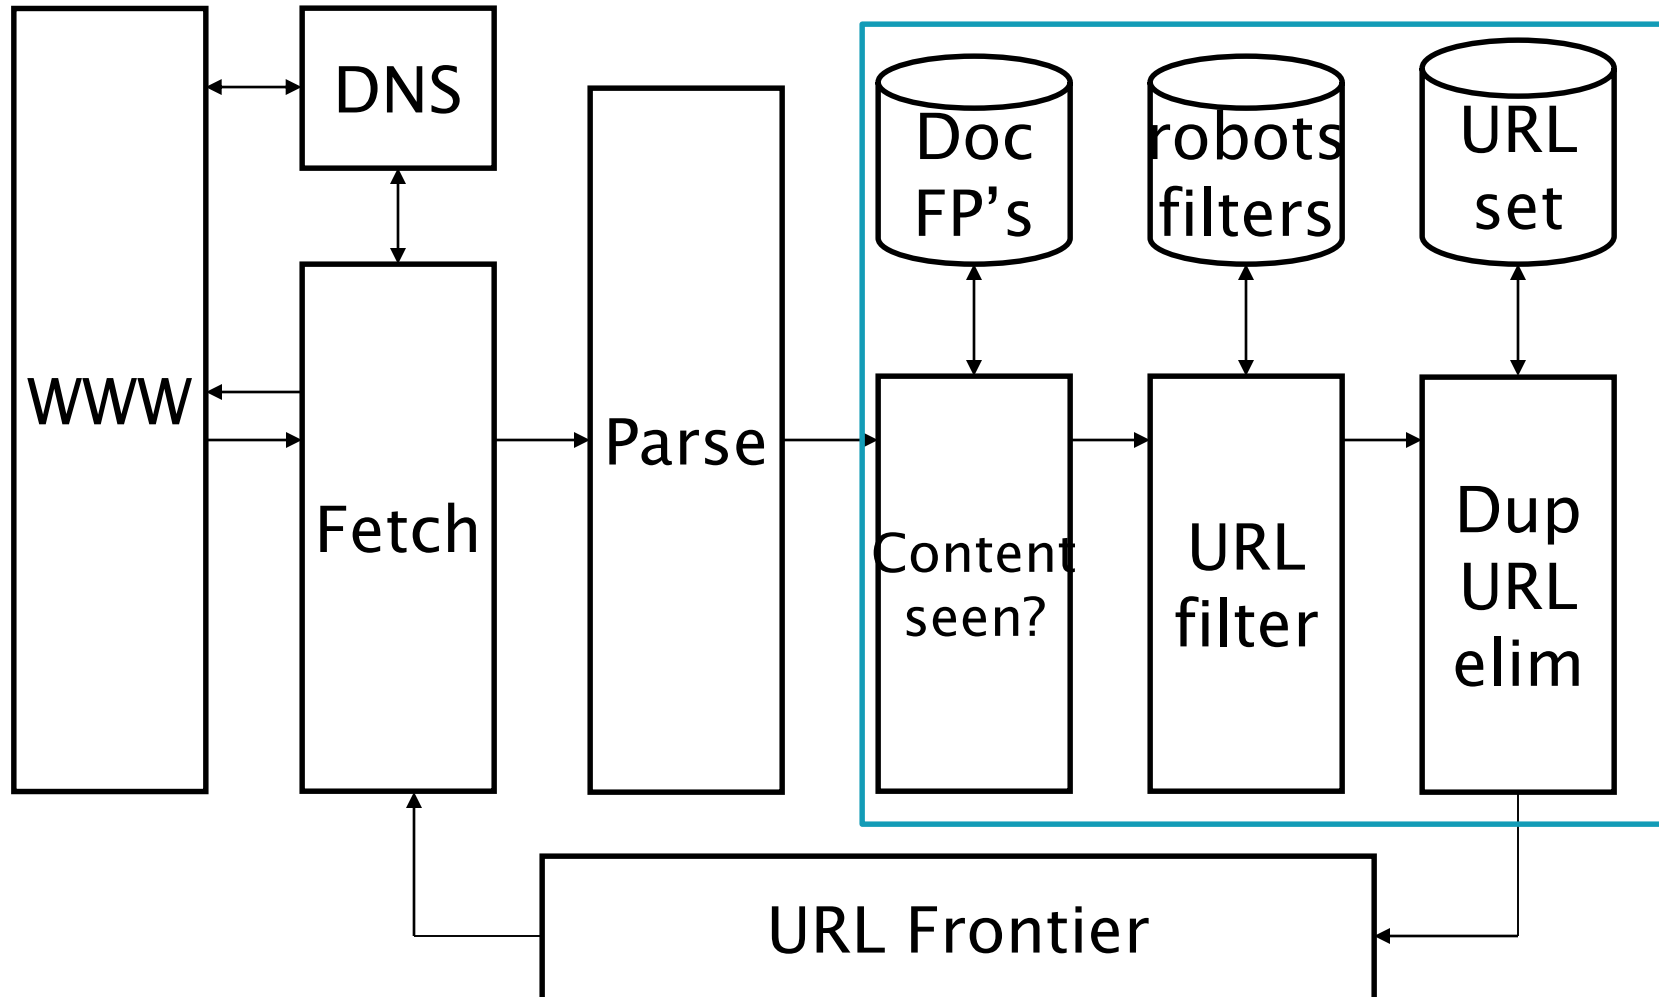 WWW
DNS
Fetch
Parse
Doc
FP’s
robots
filters
URL
set
Content
seen?
URL
filter
Dup
URL
elim
URL Frontier